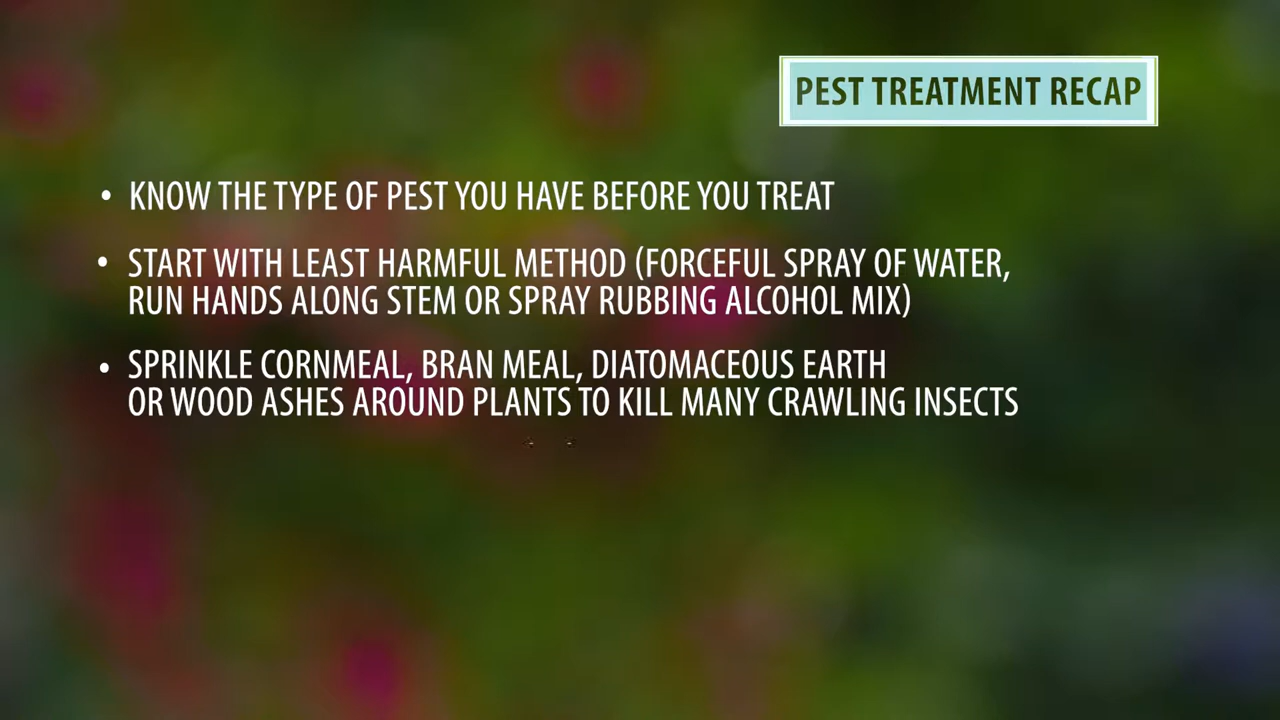 PEST TREATMENT RECAP
• KNOW THE TYPE OF PEST YOU HAVE BEFORE YOU TREAT
• START WITH LEAST HARMFUL METHOD (FORCEFUL SPRAY OF WATER,
RUN HANDS ALONG STEM OR SPRAY RUBBING ALCOHOL MIX)
• SPRINKLE CORNMEAL, BRAN MEAL, DIATOMACEOUS EARTH
OR WOOD ASHES AROUND PLANTS TO KILL MANY CRAWLING INSECTS